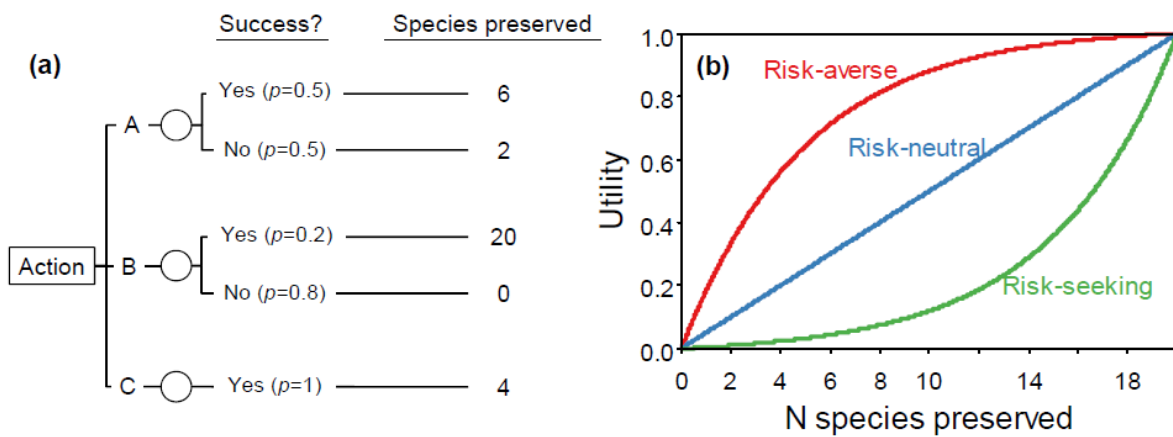 Success? Species preserved
(a)
Yes (p=0.5) 6
A
No (p=0.5) 2
Yes (p=0.2) 20
Action B
No (p=0.8) 0
C Yes (p=1) 4
(b)
Risk-averse
Risk-neutral
Risk-seeking
Utility
1.0
0.8
0.6
0.4
0.2
0.0
0 2 4 6 8 10 14 18
N species preserved